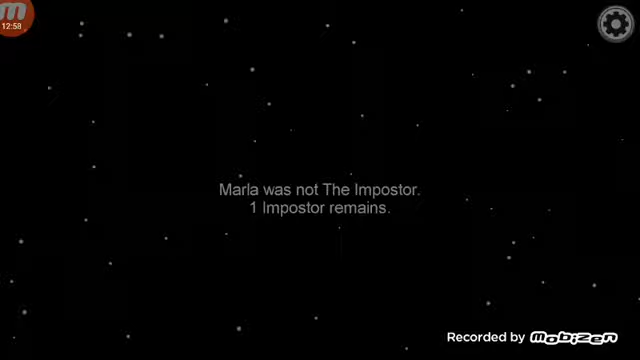 12:58
Marla was not The Impostor.
1 Impostor remains.
Recorded by Mobizen